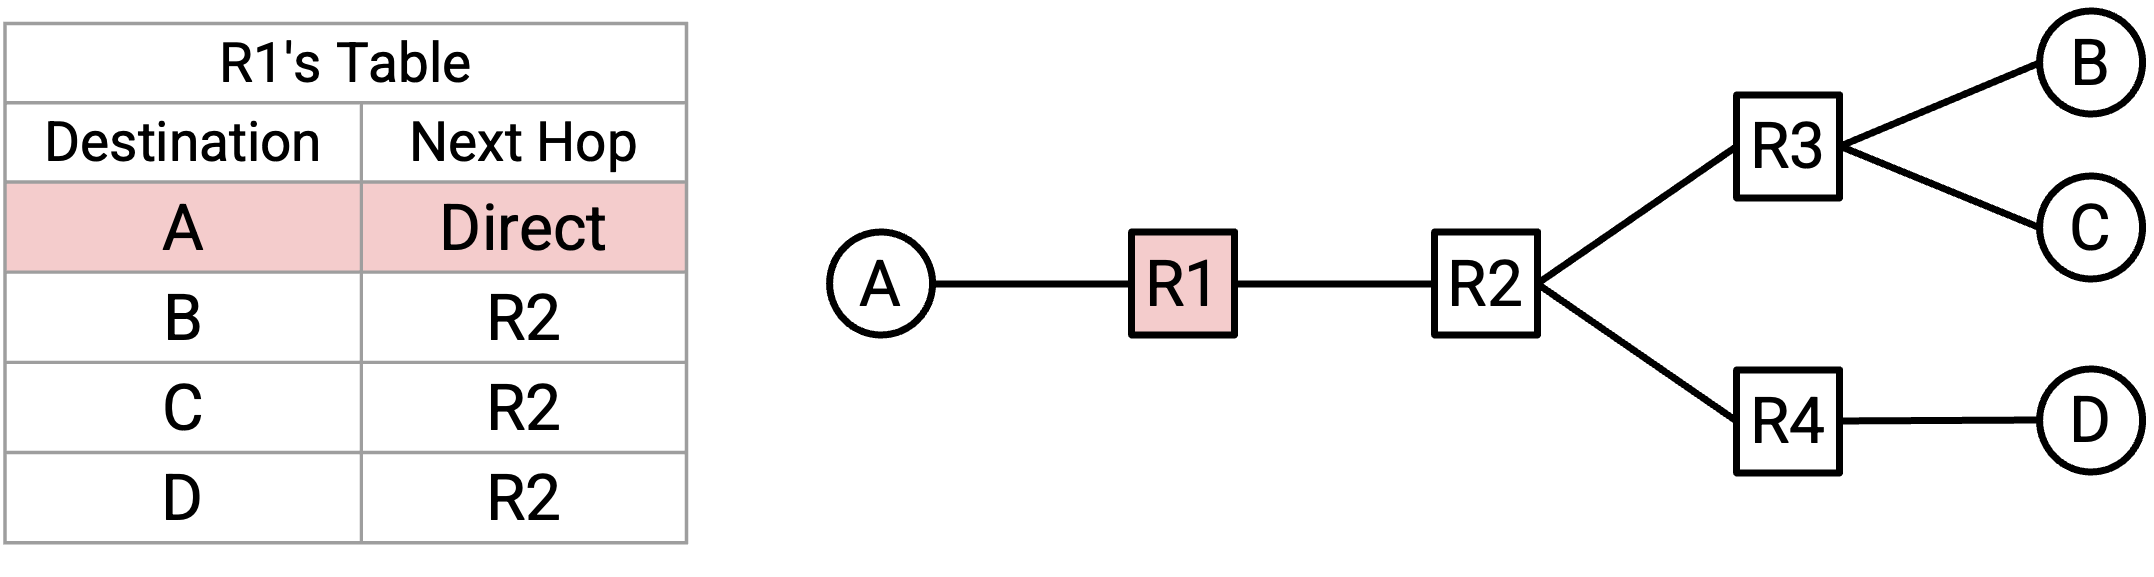 R1's Table
Destination Next Hop
A Direct
B R2
C R2
D R2
A
R1
R2
R3
R4
B
C
D